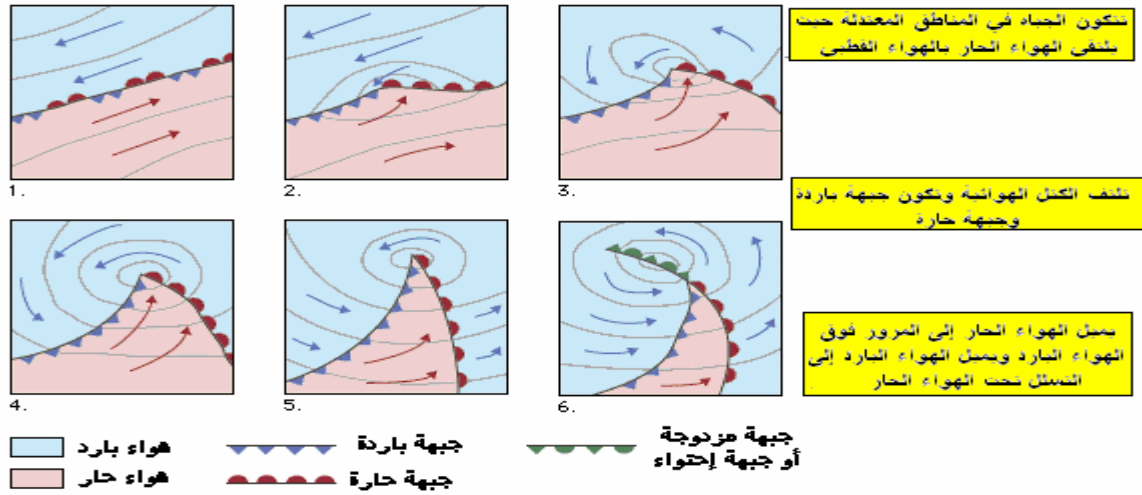 تتكون الجباه في المناطق المعتدلة حيث
يلتقي الهواء الحار بالهواء القطبي
1.
2.
3.
تلتف الكتل الهوائية وتكون جبهة باردة
وجبهة حارة
يميل الهواء الحار إلى المرور فوق
الهواء البارد ويميل الهواء البارد إلى
التسلل تحت الهواء الحار
4.
5.
6.
هواء بارد
جبهة باردة
جبهة مزدوجة
أو جبهة إحتواء
هواء حار
جبهة حارة